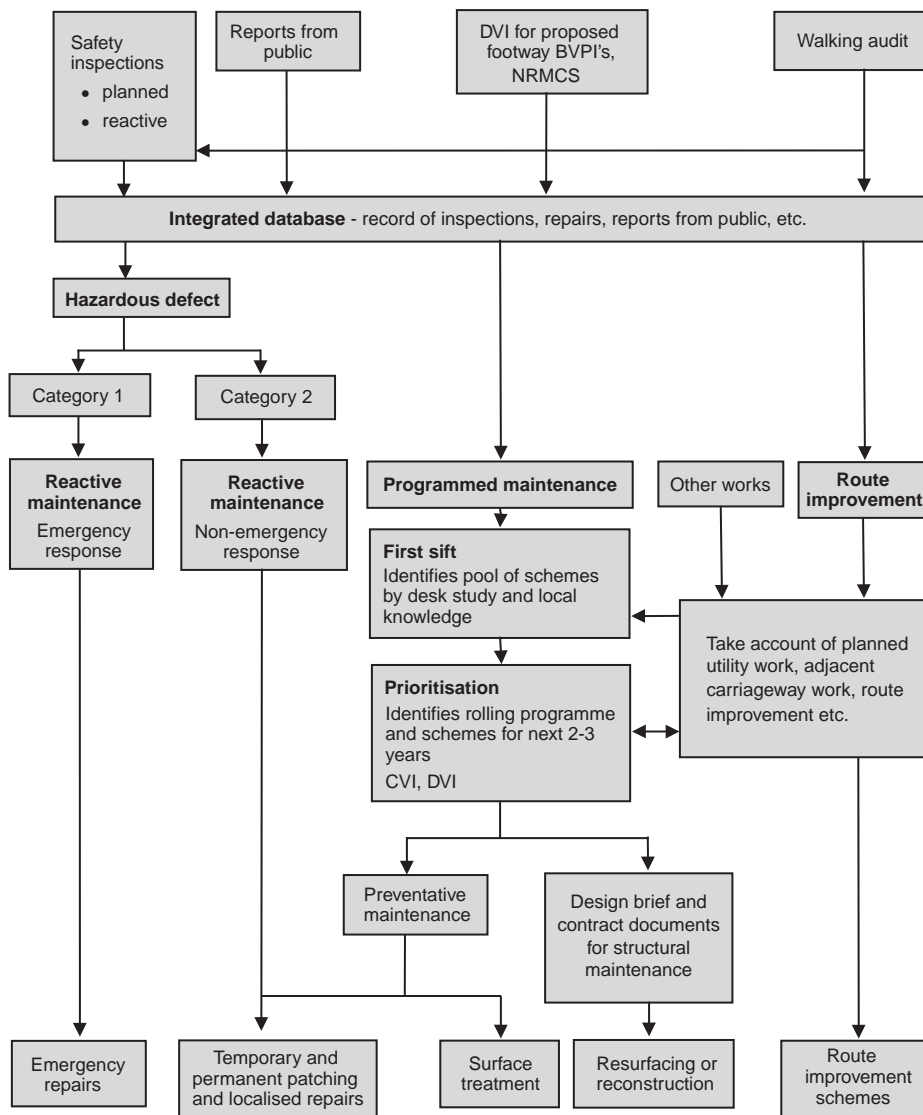 Safety
inspections
• planned
• reactive
Reports from
public
DVI for proposed
footway BVPI's,
NRMCS
Walking audit
Integrated database - record of inspections, repairs, reports from public, etc.
Hazardous defect
Category 1
Category 2
Reactive
maintenance
Emergency
response
Reactive
maintenance
Non-emergency
response
Programmed maintenance
Other works
Route
improvement
First sift
Identifies pool of schemes
by desk study and local
knowledge
Take account of planned
utility work, adjacent
carriageway work, route
improvement etc.
Prioritisation
Identifies rolling programme
and schemes for next 2-3
years
CVI, DVI
Preventative
maintenance
Design brief and
contract documents
for structural
maintenance
Emergency
repairs
Temporary and
permanent patching
and localised repairs
Surface
treatment
Resurfacing or
reconstruction
Route
improvement
schemes